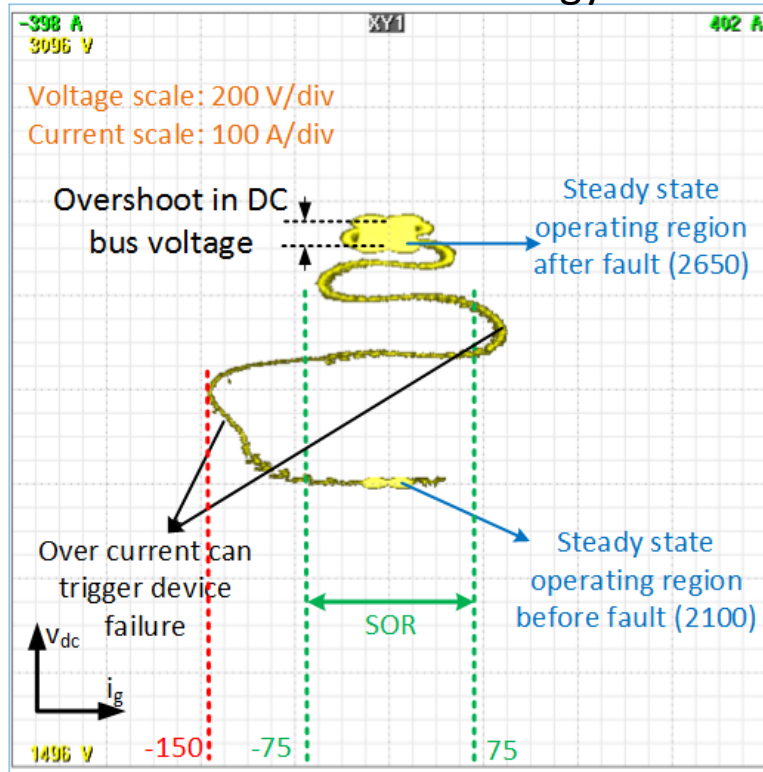 -398 A
XY1
402 A
3096 V
Voltage scale: 200 V/div
Current scale: 100 A/div
Overshoot in DC
bus voltage
Steady state
operating region
after fault (2650)
Over current can
trigger device
failure
Steady state
operating region
before fault (2100)
SOR
vdc
ig
1496 V
-150
-75
75